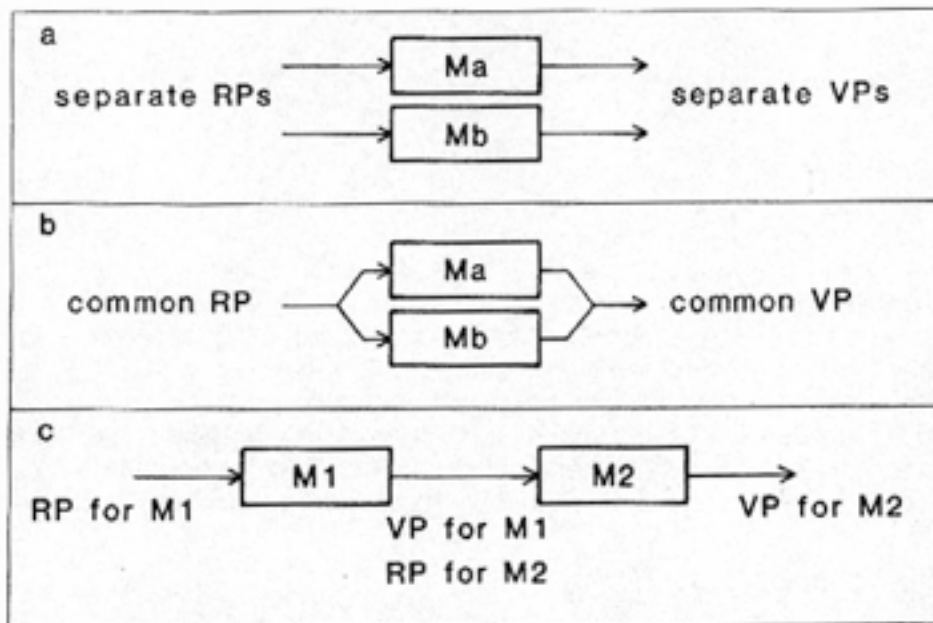 a
Ma
separate RPs
separate VPs
Mb
b
Ma
common RP
common VP
Mb
c
M1
M2
RP for M1
VP for M1
VP for M2
RP for M2